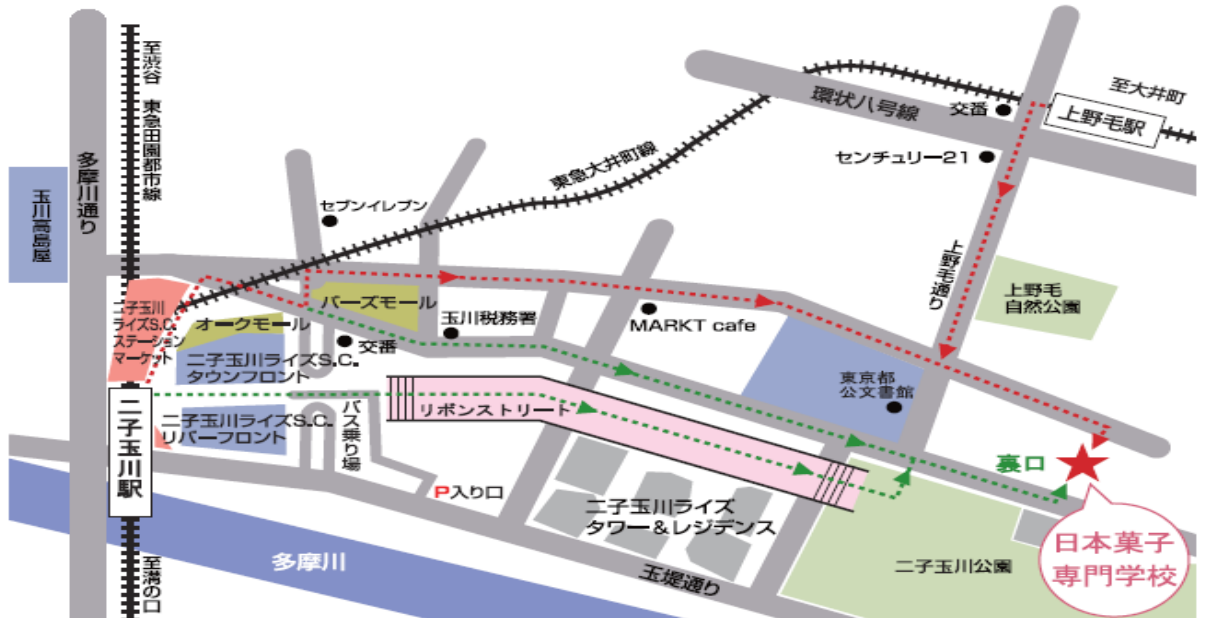 至渋谷 東急田園都市線
多摩川通り
玉川高島屋
環状八号線
交番
至大井町
上野毛駅
センチュリー21
東急大井町線
セブンイレブン
上野毛通り
上野毛
自然公園
二子玉川
ライズS.C.
ステーション
マーケット
オークモール
バーズモール
交番
玉川税務署
MARKT cafe
二子玉川ライズS.C.
タウンフロント
東京都
公文書館
二子玉川ライズS.C.
リバーフロント
バス乗り場
リボンストリート
裏口
二子玉川駅
P入り口
二子玉川ライズ
タワー&レジデンス
日本菓子
専門学校
多摩川
玉堤通り
二子玉川公園
至溝の口